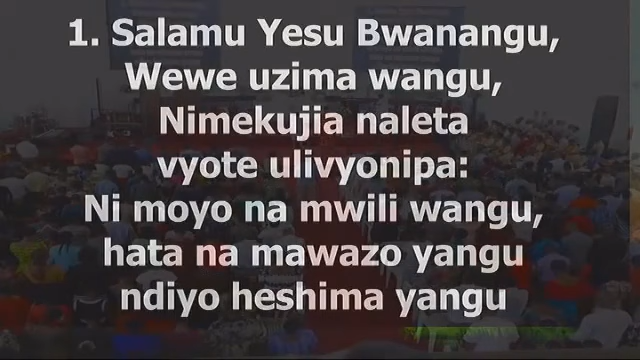 1. Salamu Yesu Bwanangu,
Wewe uzima wangu,
Nimekujia naleta
vyote ulivyonipa:
Ni moyo na mwili wangu,
hata na mawazo yangu
ndiyo heshima yangu